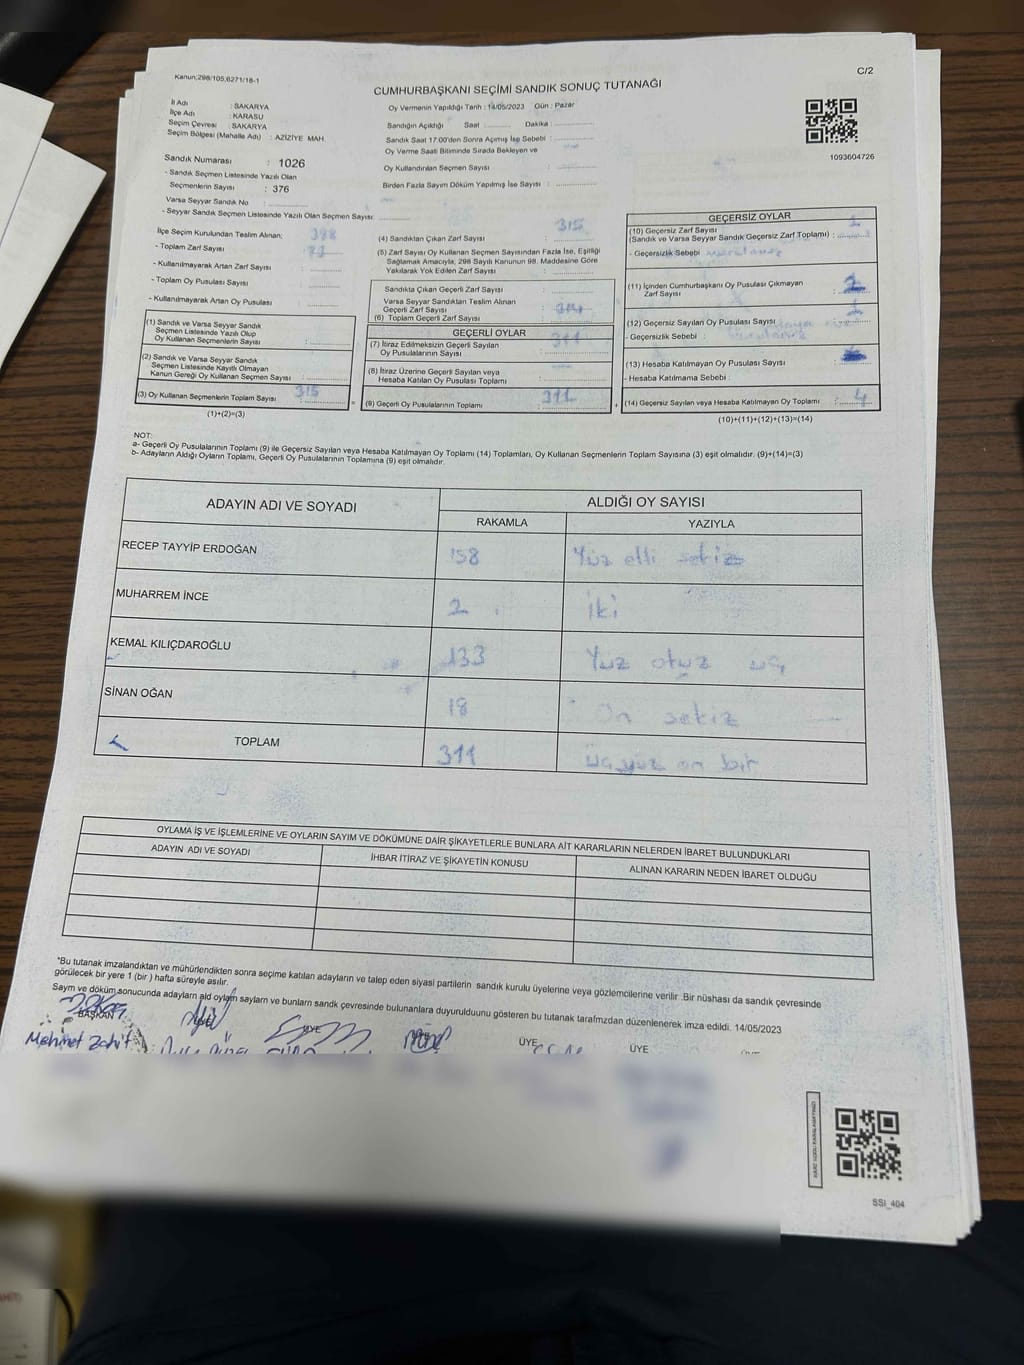 Kanun:298/105,6271/18-1
C/2
CUMHURBAŞKANI SEÇİMİ SANDIK SONUÇ TUTANAĞI
İl Adı : SAKARYA
İlçe Adı : KARASU
Seçim Çevresi : SAKARYA
Seçim Bölgesi (Mahalle Adı) : AZİZİYE MAH.
Oy Vermenin Yapıldığı Tarih : 14/05/2023 Gün : Pazar
Sandığın Açıldığı Saat : Dakika :
Sandık Saat 17:00'den Sonra Açımış İse Sebebi :
Oy Verme Saati Bitiminde Sırada Bekleyen ve
Oy Kullandırılan Seçmen Sayısı :
Birden Fazla Sayım Döküm Yapılmış İse Sayısı :
1093604726
Sandık Numarası : 1026
- Sandık Seçmen Listesinde Yazılı Olan
Seçmenlerin Sayısı : 376
Varsa Seyyar Sandık No :
- Seyyar Sandık Seçmen Listesinde Yazılı Olan Seçmen Sayısı:
İlçe Seçim Kurulundan Teslim Alınan;
- Toplam Zarf Sayısı :
- Kullanılmayarak Artan Zarf Sayısı :
- Toplam Oy Pusulası Sayısı :
- Kullanılmayarak Artan Oy Pusulası :
(1) Sandık ve Varsa Seyyar Sandık
Seçmen Listesinde Yazılı Olup
Oy Kullanan Seçmenlerin Sayısı :
(2) Sandık ve Varsa Seyyar Sandık
Seçmen Listesinde Kayıtlı Olmayan
Kanun Gereği Oy Kullanan Seçmen Sayısı :
(3) Oy Kullanan Seçmenlerin Toplam Sayısı : 315
(1)+(2)=(3)
(4) Sandıktan Çıkan Zarf Sayısı : 315
(5) Zarf Sayısı Oy Kullanan Seçmen Sayısından Fazla İse, Eşitliği
Sağlamak Amacıyla, 298 Sayılı Kanunun 98. Maddesine Göre
Yakılarak Yok Edilen Zarf Sayısı :
Sandıkta Çıkan Geçerli Zarf Sayısı :
Varsa Seyyar Sandıktan Teslim Alınan
Geçerli Zarf Sayısı :
(6) Toplam Geçerli Zarf Sayısı : 314
GEÇERLİ OYLAR
(7) İtiraz Edilmeksizin Geçerli Sayılan
Oy Pusulalarının Sayısı : 311
(8) İtiraz Üzerine Geçerli Sayılan veya
Hesaba Katılan Oy Pusulası Toplamı :
(9) Geçerli Oy Pusulalarının Toplamı : 311
GEÇERSİZ OYLAR
(10) Geçersiz Zarf Sayısı
(Sandık ve Varsa Seyyar Sandık Geçersiz Zarf Toplamı) : 1
- Geçersizlik Sebebi :
(11) İçinden Cumhurbaşkanı Oy Pusulası Çıkmayan
Zarf Sayısı : 2
(12) Geçersiz Sayılan Oy Pusulası Sayısı : 1
- Geçersizlik Sebebi :
(13) Hesaba Katılmayan Oy Pusulası Sayısı :
- Hesaba Katılmama Sebebi :
(14) Geçersiz Sayılan veya Hesaba Katılmayan Oy Toplamı : 4
(10)+(11)+(12)+(13)=(14)
NOT:
a- Geçerli Oy Pusulalarının Toplamı (9) ile Geçersiz Sayılan veya Hesaba Katılmayan Oy Toplamı (14) Toplamları, Oy Kullanan Seçmenlerin Toplam Sayısına (3) eşit olmalıdır. (9)+(14)=(3)
b- Adayların Aldığı Oyların Toplamı, Geçerli Oy Pusulalarının Toplamına (9) eşit olmalıdır.
ADAYIN ADI VE SOYADI ALDIĞI OY SAYISI
RAKAMLA YAZIYLA
RECEP TAYYİP ERDOĞAN 158 Yüz elli sekiz
MUHARREM İNCE 2 iki
KEMAL KILIÇDAROĞLU 133 Yüz otuz üç
SİNAN OĞAN 18 On sekiz
TOPLAM 311 üçyüz on bir
OYLAMA İŞ VE İŞLEMLERİNE VE OYLARIN SAYIM VE DÖKÜMÜNE DAİR ŞİKAYETLERLE BUNLARA AİT KARARLARIN NELERDEN İBARET BULUNDUKLARI
ADAYIN ADI VE SOYADI İHBAR İTİRAZ VE ŞİKAYETİN KONUSU ALINAN KARARIN NEDEN İBARET OLDUĞU
*Bu tutanak imzalandıktan ve mühürlendikten sonra seçime katılan adayların ve talep eden siyasi partilerin sandık kurulu üyelerine veya gözlemcilerine verilir .Bir nüshası da sandık çevresinde
görülecek bir yere 1 (bir ) hafta süreyle asılır.
Sayım ve döküm sonucunda adayların ald oyların sayıların ve bunların sandık çevresinde bulunanlara duyurulduunu gösteren bu tutanak tarafımzdan düzenlenerek imza edildi. 14/05/2023
BAŞKAN ÜYE ÜYE ÜYE
Mehmet Zahit
SSİ_404